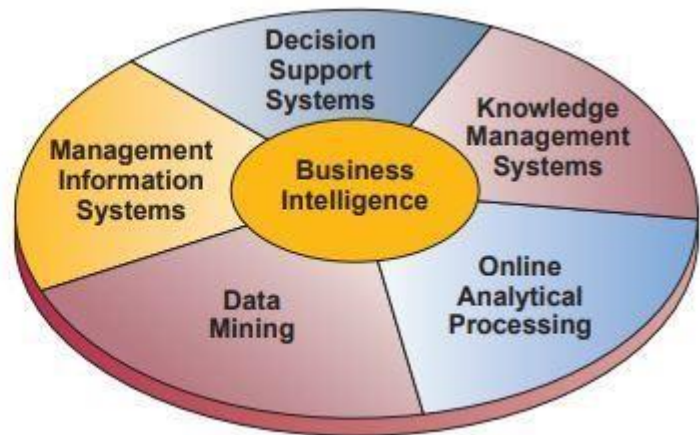 Decision
Support
Systems
Knowledge
Management
Systems
Management
Information
Systems
Business
Intelligence
Online
Analytical
Processing
Data
Mining